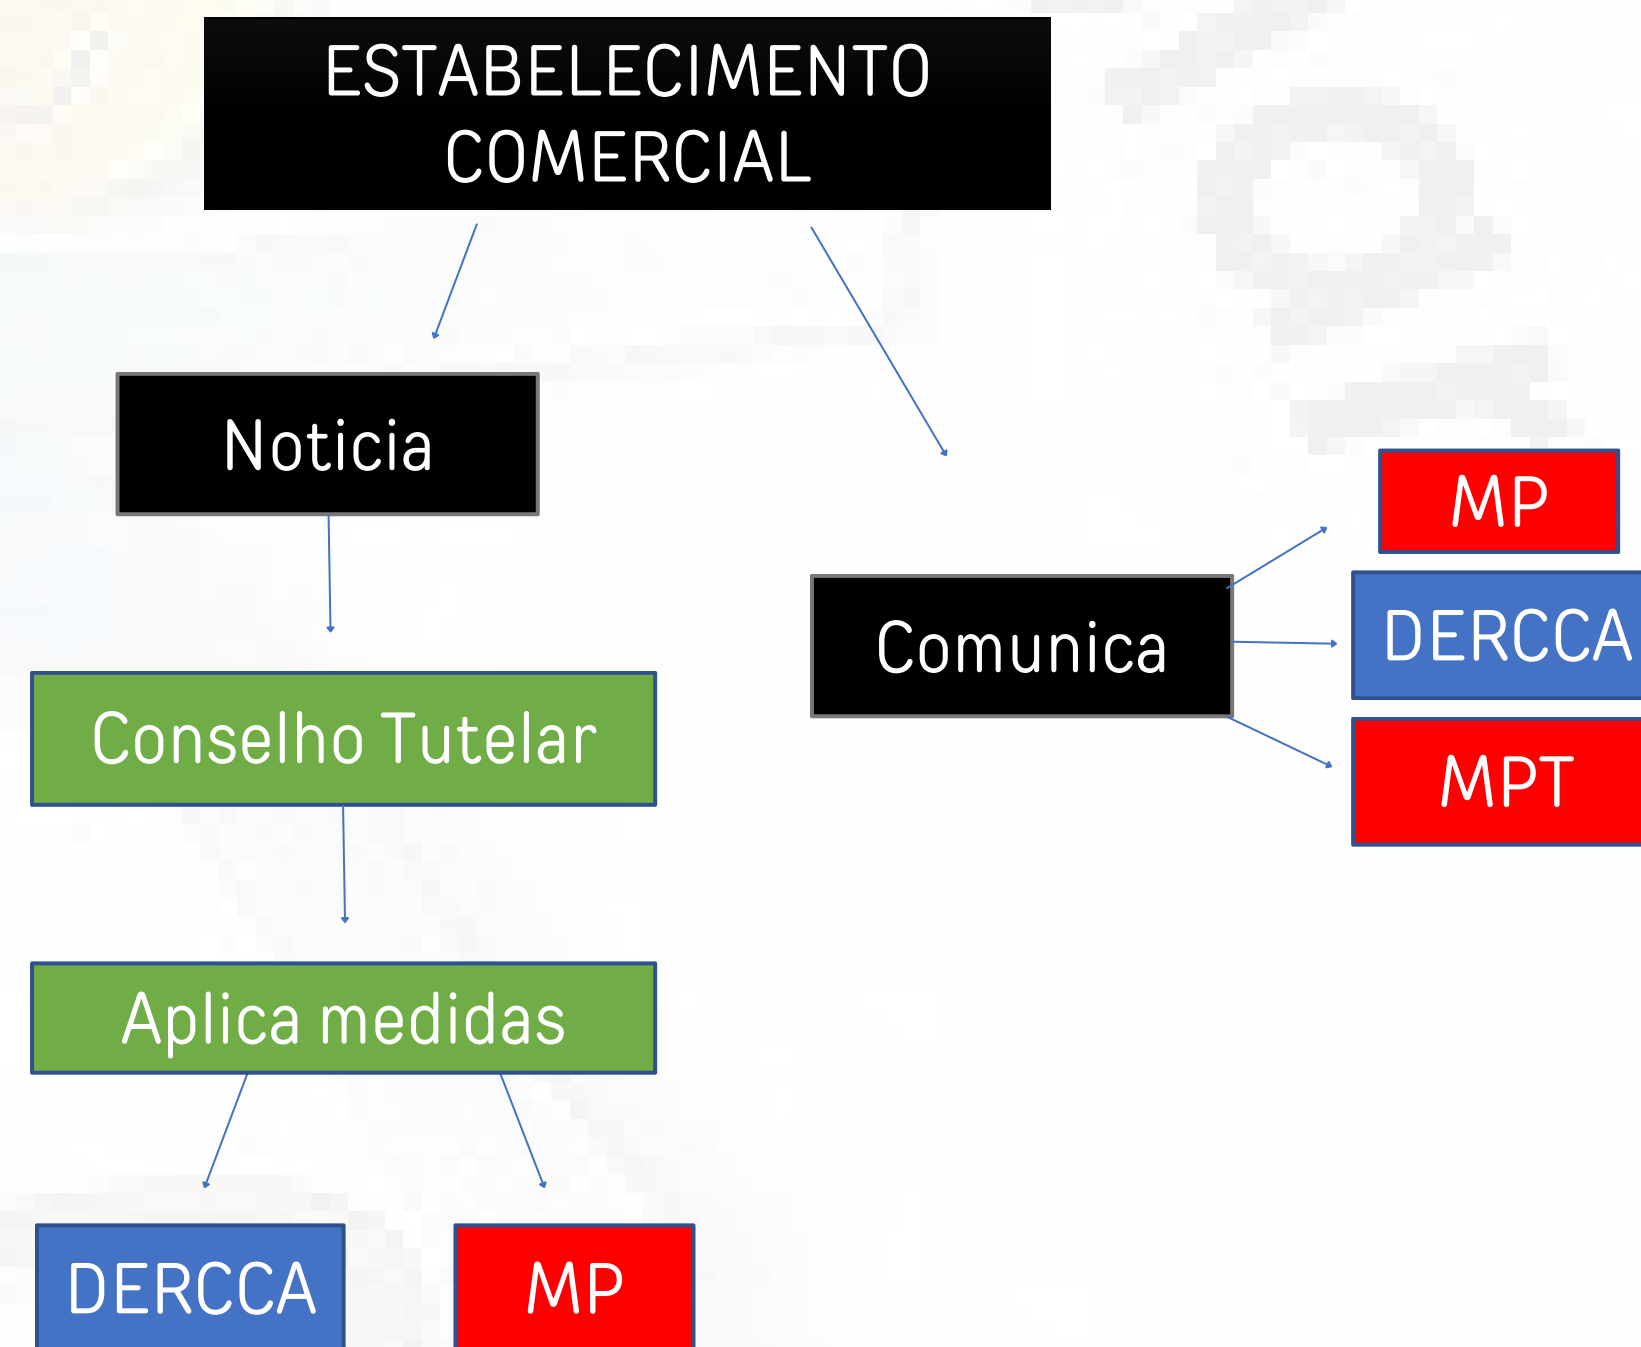 ESTABELECIMENTO
COMERCIAL
Noticia
MP
Comunica
DERCCA
Conselho Tutelar
MPT
Aplica medidas
DERCCA
MP